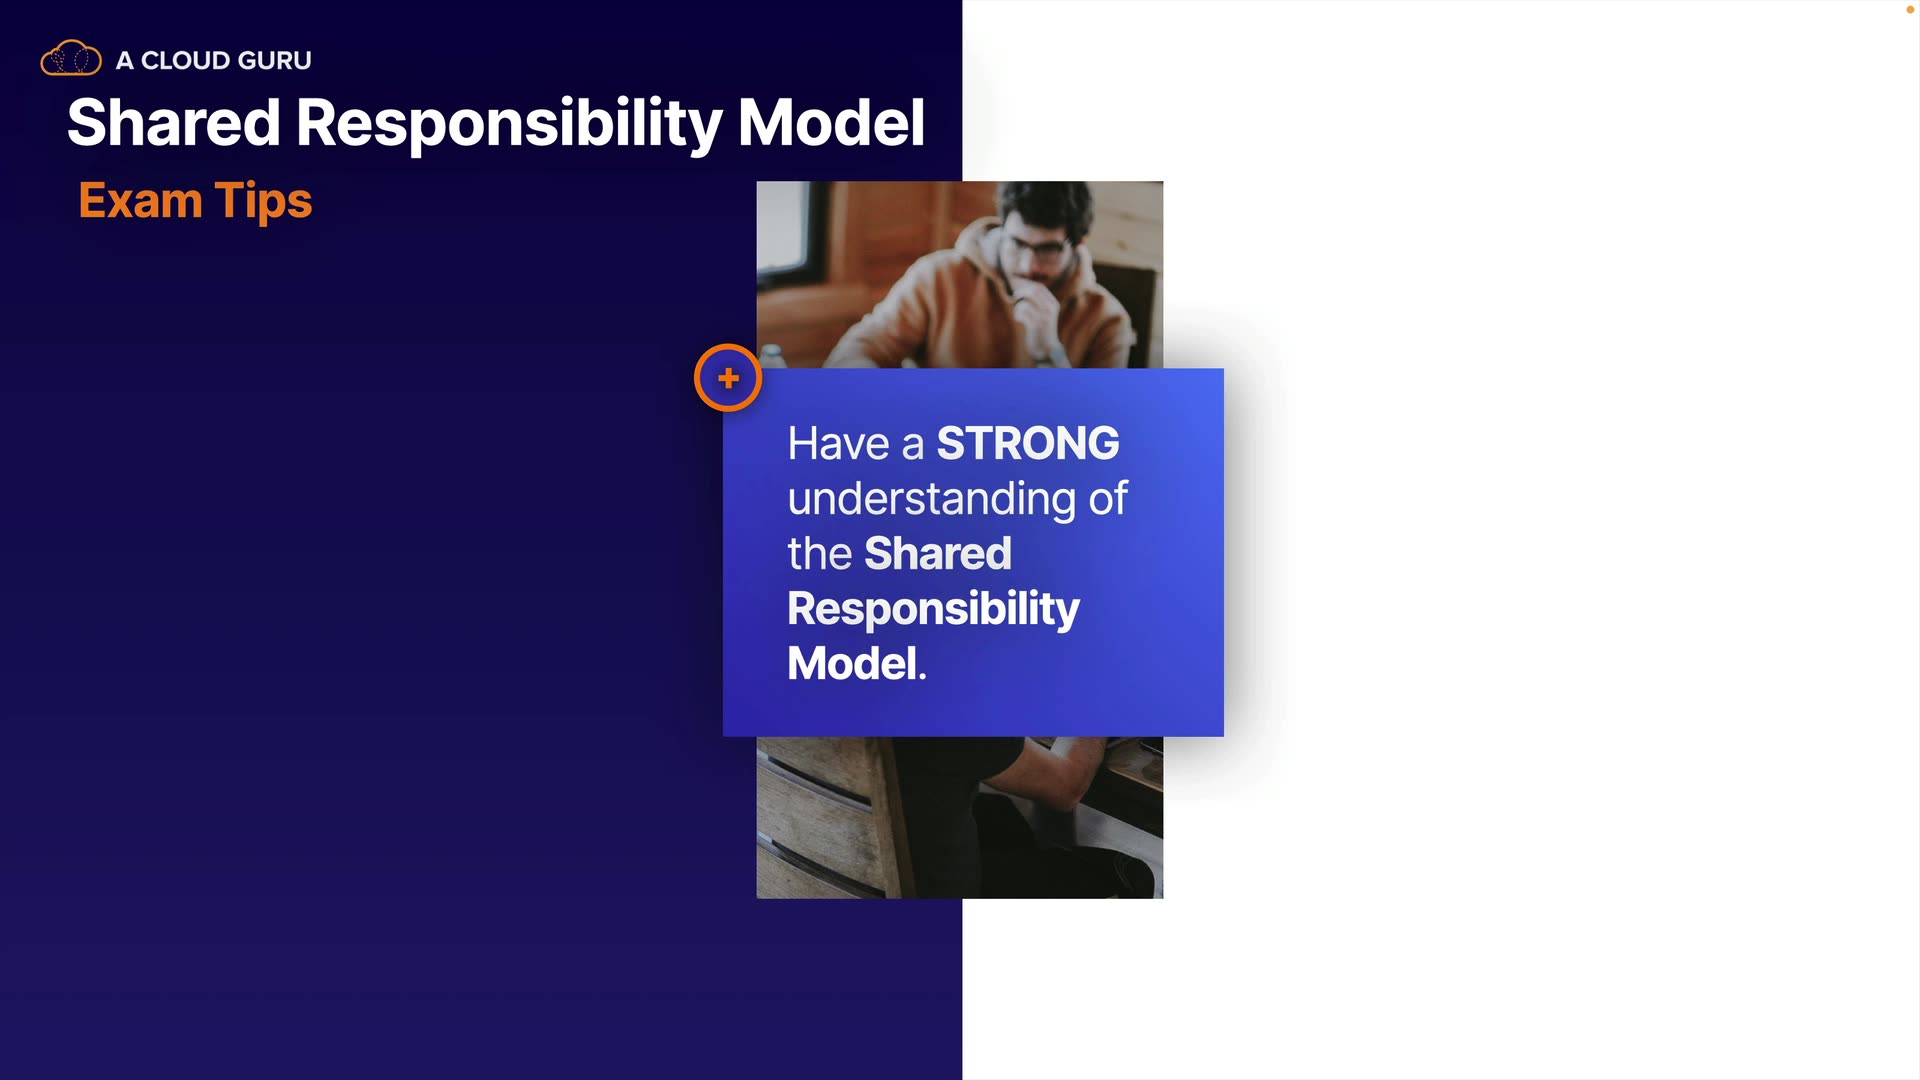 A CLOUD GURU
Shared Responsibility Model
Exam Tips
+
Have a STRONG
understanding of
the Shared
Responsibility
Model.